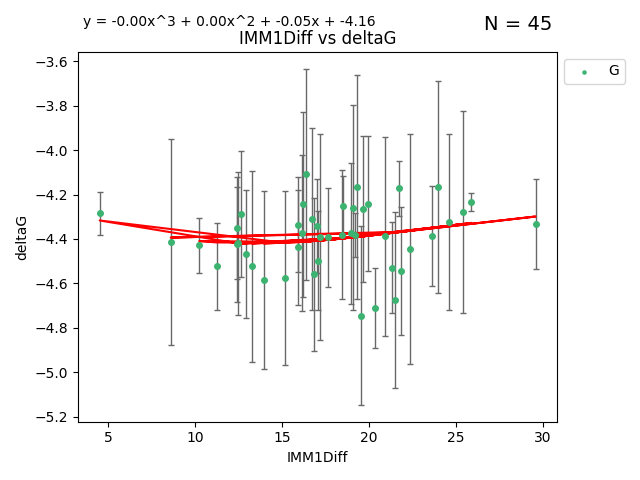 y = -0.00x^3 + 0.00x^2 + -0.05x + -4.16
N = 45
IMM1Diff vs deltaG
G
−3.6
−3.8
−4.0
−4.2
−4.4
−4.6
−4.8
−5.0
−5.2
deltaG
5 10 15 20 25 30
IMM1Diff